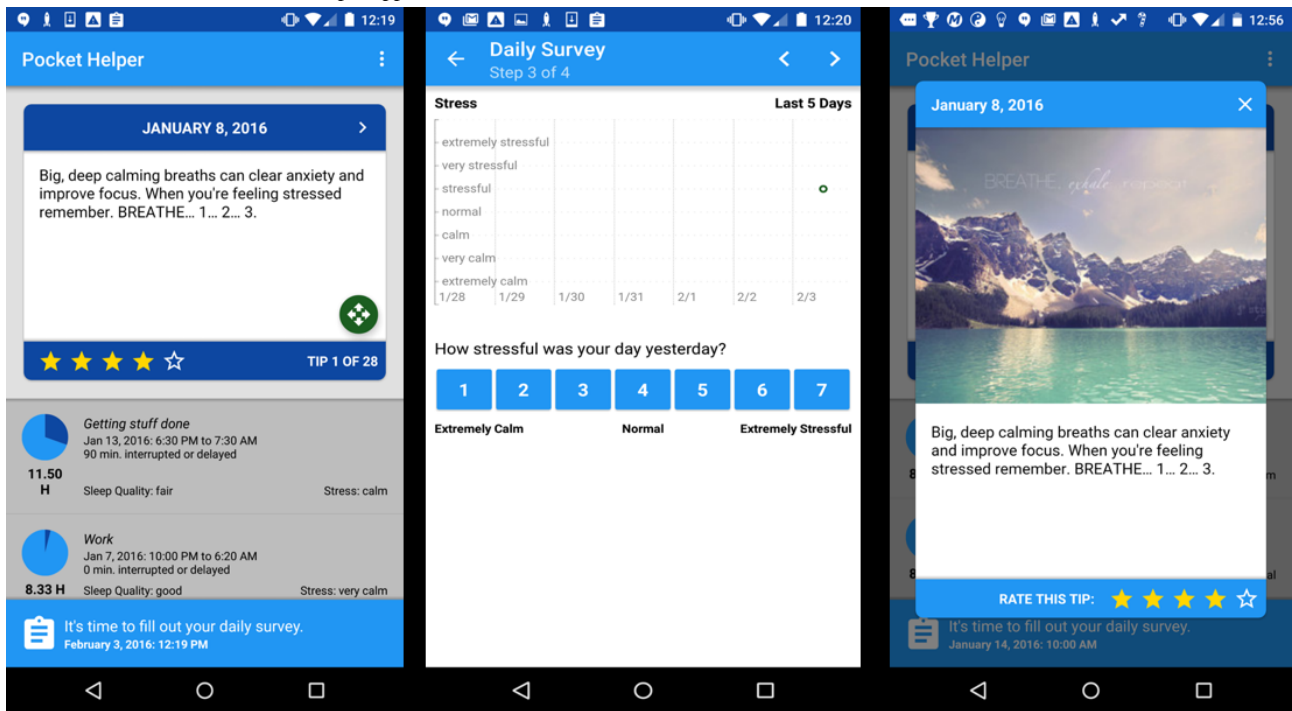 12:19
Pocket Helper
JANUARY 8, 2016
Big, deep calming breaths can clear anxiety and
improve focus. When you're feeling stressed
remember. BREATHE... 1... 2... 3.
TIP 1 OF 28
Getting stuff done
Jan 13, 2016: 6:30 PM to 7:30 AM
90 min. interrupted or delayed
11.50
H
Sleep Quality: fair
Stress: calm
Work
Jan 7, 2016: 10:00 PM to 6:20 AM
0 min. interrupted or delayed
8.33 H
Sleep Quality: good
Stress: very calm
It's time to fill out your daily survey.
February 3, 2016: 12:19 PM
12:20
Daily Survey
Step 3 of 4
Stress
Last 5 Days
extremely stressful
very stressful
stressful
normal
calm
very calm
extremely calm
1/28 1/29 1/30 1/31 2/1 2/2 2/3
How stressful was your day yesterday?
1 2 3 4 5 6 7
Extremely Calm
Normal
Extremely Stressful
12:56
Pocket Helper
January 8, 2016
BREATHE, exhale, repeat
Big, deep calming breaths can clear anxiety
and improve focus. When you're feeling
stressed remember. BREATHE... 1... 2... 3.
RATE THIS TIP:
It's time to fill out your daily survey.
January 14, 2016: 10:00 AM